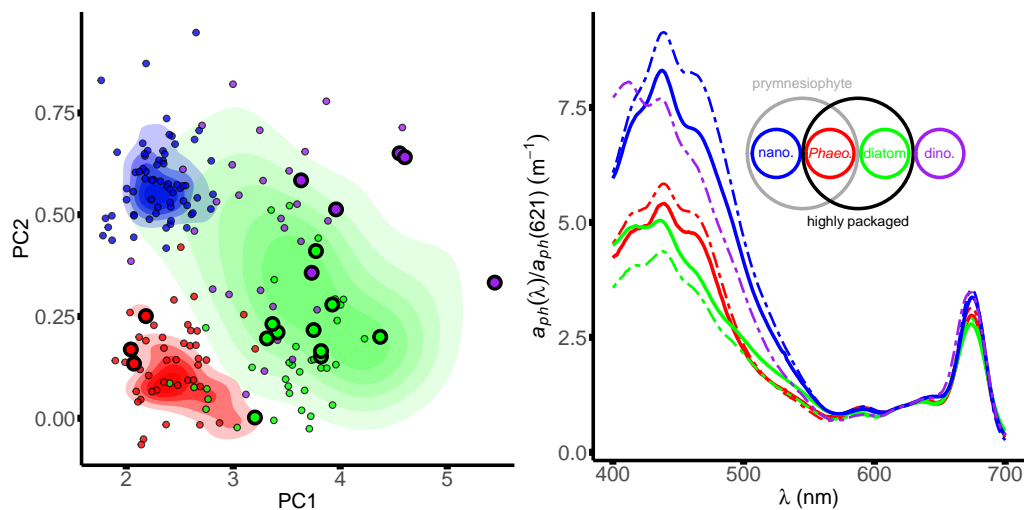 0.75
0.50
0.25
0.00
PC2
2 3 4 5
PC1
7.5
5.0
2.5
0.0
a_ph(λ)/a_ph(621) (m⁻¹)
400 500 600 700
λ (nm)
prymnesiophyte
nano. Phaeo. diatom dino.
highly packaged